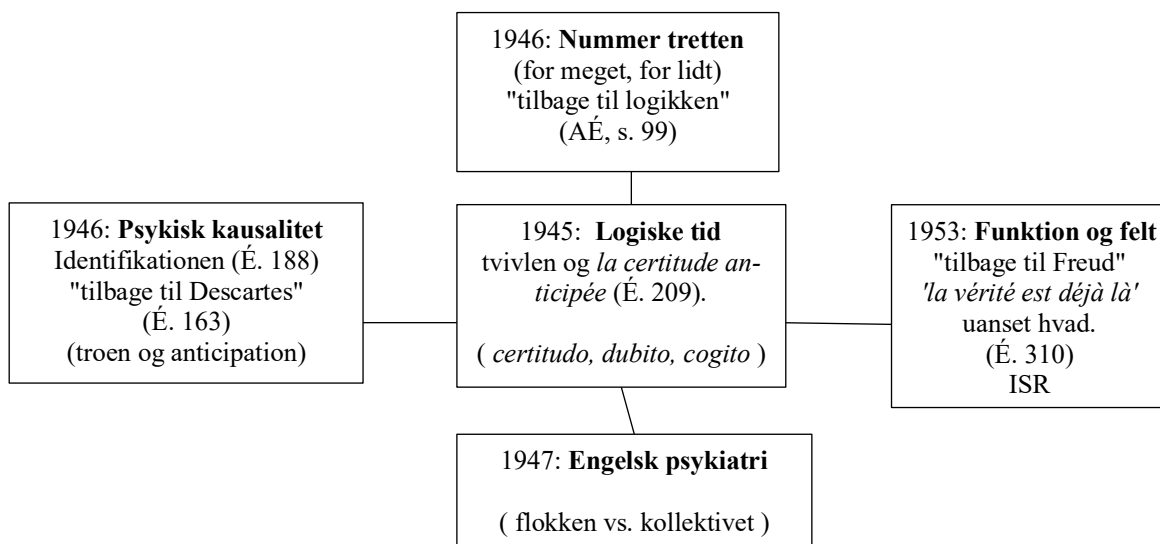 1946: Nummer tretten
(for meget, for lidt)
"tilbage til logikken"
(AÉ, s. 99)
1946: Psykisk kausalitet
Identifikationen (É. 188)
"tilbage til Descartes"
(É. 163)
(troen og anticipation)
1945:  Logiske tid
tvivlen og la certitude an-
ticipée (É. 209).
( certitudo, dubito, cogito )
1953: Funktion og felt
"tilbage til Freud"
'la vérité est déjà là'
uanset hvad.
(É. 310)
ISR
1947: Engelsk psykiatri
( flokken vs. kollektivet )